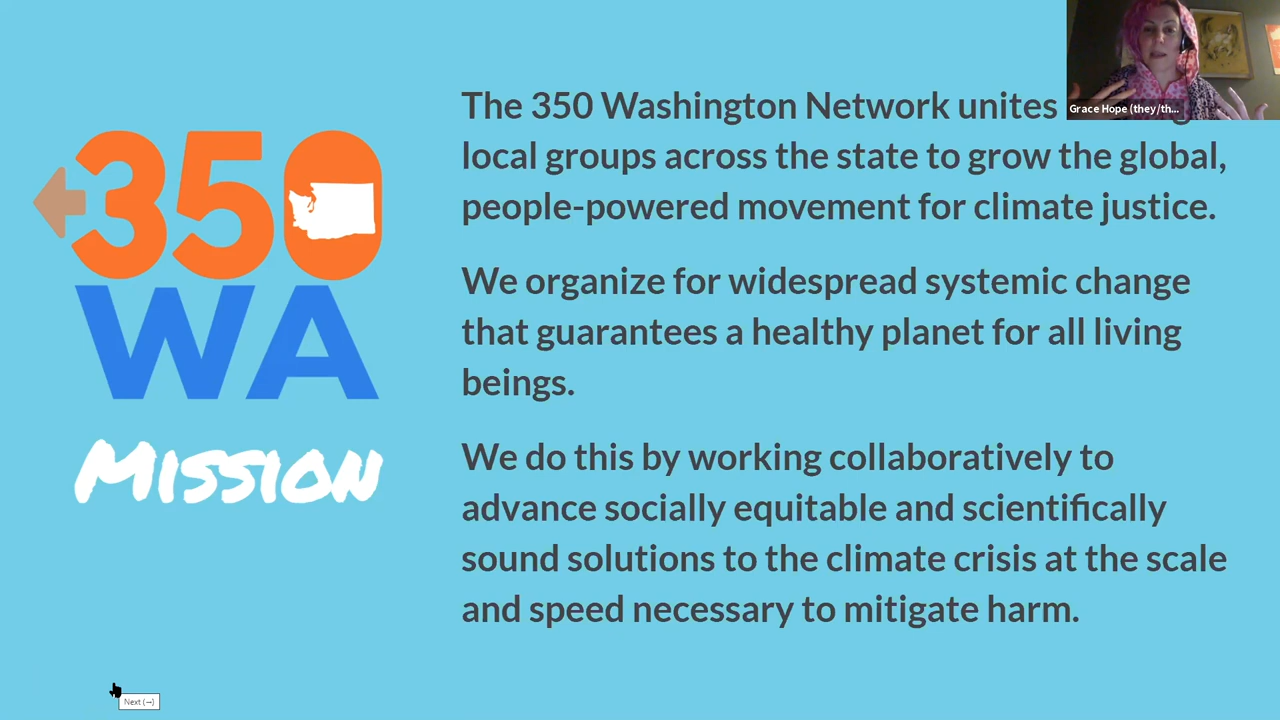 The 350 Washington Network unites
local groups across the state to grow the global,
people-powered movement for climate justice.
We organize for widespread systemic change
that guarantees a healthy planet for all living
beings.
We do this by working collaboratively to
advance socially equitable and scientifically
sound solutions to the climate crisis at the scale
and speed necessary to mitigate harm.
350
WA
Mission
Grace Hope (they/th...
Next (→)